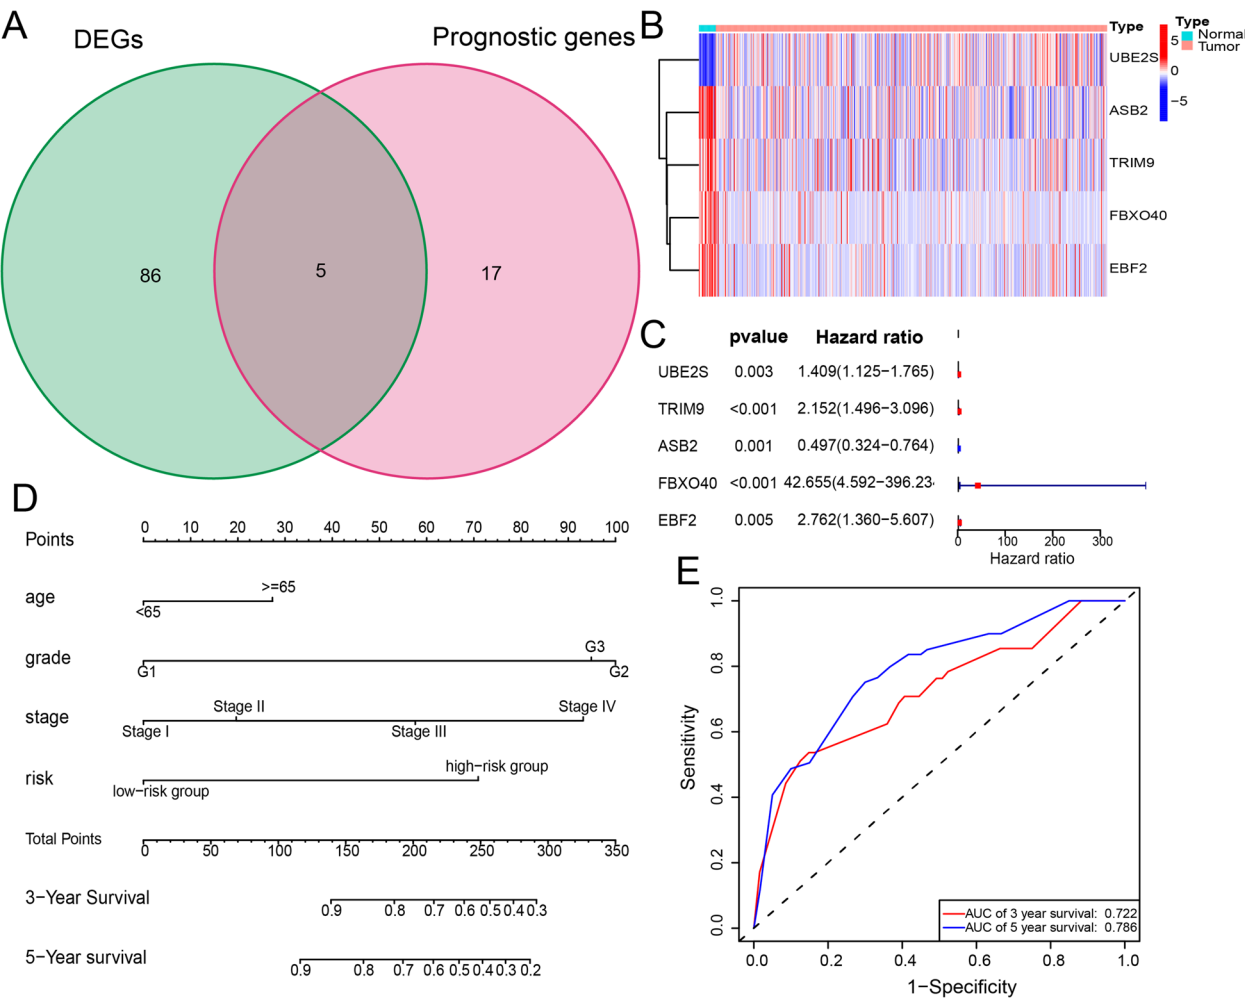 A
DEGs
Prognostic genes
86
5
17
B
Type
UBE2S
ASB2
TRIM9
FBXO40
EBF2
5
0
−5
Type
Normal
Tumor
C
pvalue
Hazard ratio
UBE2S 0.003 1.409(1.125−1.765)
TRIM9 <0.001 2.152(1.496−3.096)
ASB2 0.001 0.497(0.324−0.764)
FBXO40 <0.001 42.655(4.592−396.23
EBF2 0.005 2.762(1.360−5.607)
0 100 200 300
Hazard ratio
D
0 10 20 30 40 50 60 70 80 90 100
Points
>=65
age
<65
G3
grade
G1 G2
Stage II Stage IV
stage
Stage I Stage III
high−risk group
risk
low−risk group
Total Points
0 50 100 150 200 250 300 350
3−Year Survival
0.9 0.8 0.7 0.6 0.5 0.4 0.3
5−Year survival
0.9 0.8 0.7 0.6 0.5 0.4 0.3 0.2
E
Sensitivity
1.0
0.8
0.6
0.4
0.2
0.0
AUC of 3 year survival: 0.722
AUC of 5 year survival: 0.786
0.0 0.2 0.4 0.6 0.8 1.0
1−Specificity